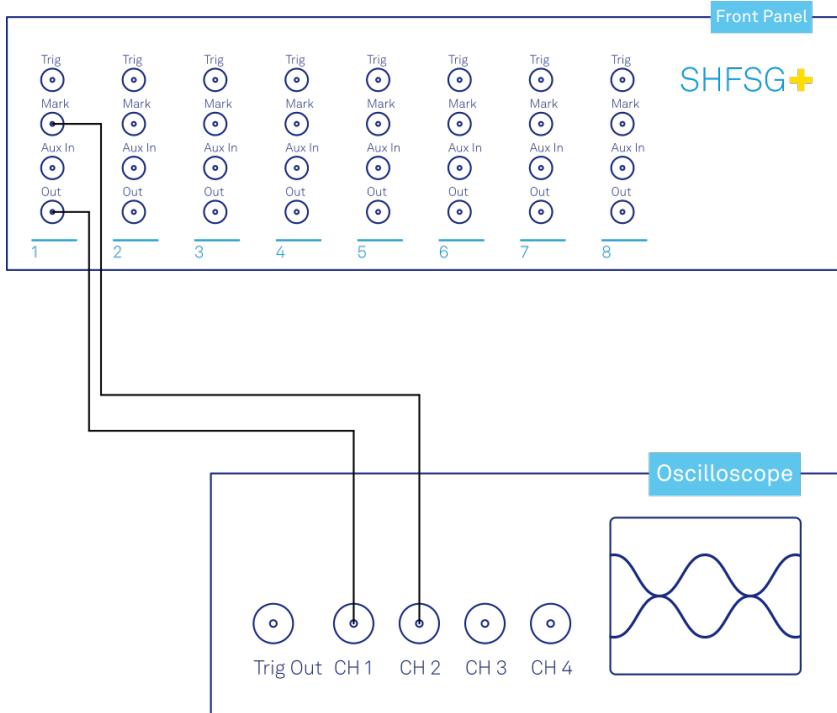 Front Panel
SHFSG+
Trig Trig Trig Trig Trig Trig Trig Trig
Mark Mark Mark Mark Mark Mark Mark Mark
Aux In Aux In Aux In Aux In Aux In Aux In Aux In Aux In
Out Out Out Out Out Out Out Out
1 2 3 4 5 6 7 8
Oscilloscope
Trig Out CH 1 CH 2 CH 3 CH 4